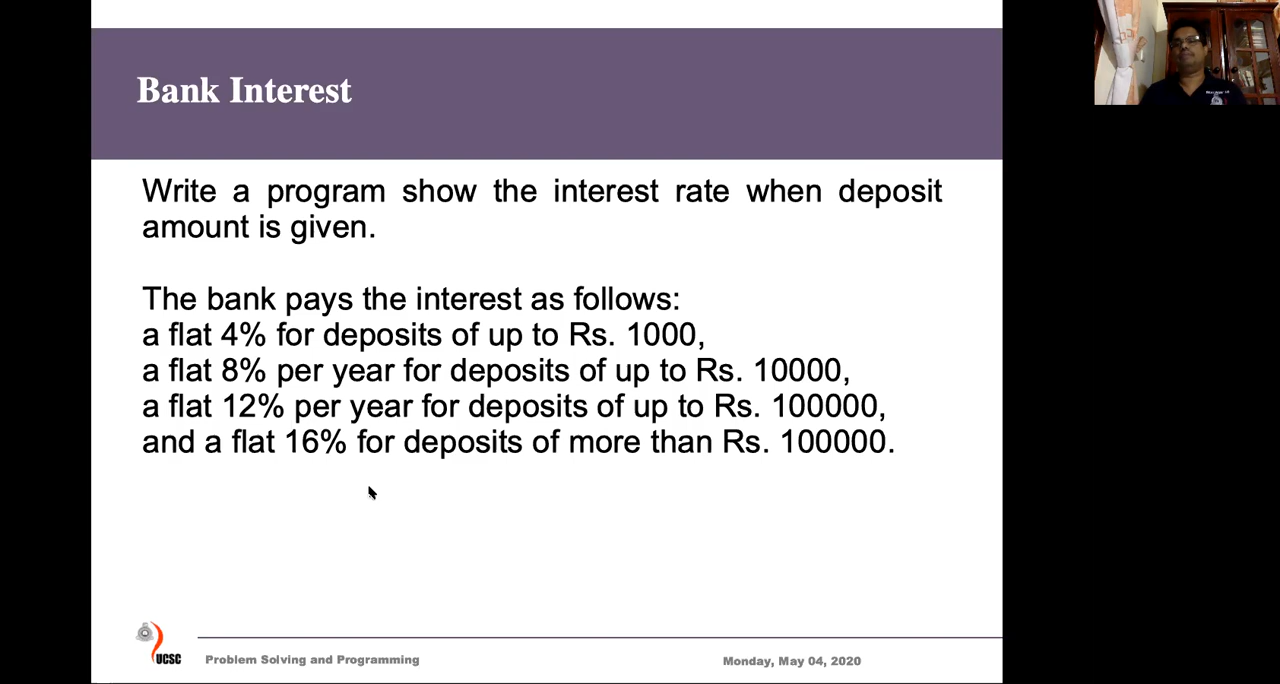 Bank Interest
Write a program show the interest rate when deposit
amount is given.
The bank pays the interest as follows:
a flat 4% for deposits of up to Rs. 1000,
a flat 8% per year for deposits of up to Rs. 10000,
a flat 12% per year for deposits of up to Rs. 100000,
and a flat 16% for deposits of more than Rs. 100000.
UCSC
Problem Solving and Programming
Monday, May 04, 2020